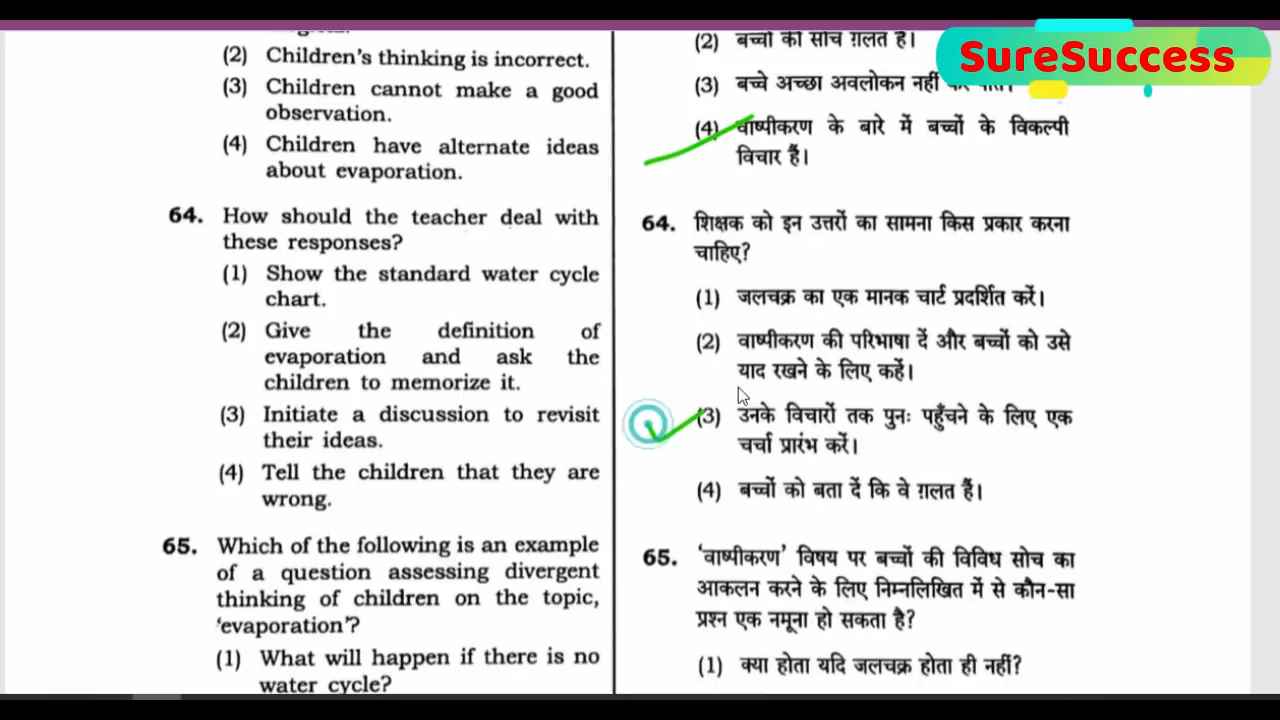 (2) Children's thinking is incorrect.
(3) Children cannot make a good
observation.
(4) Children have alternate ideas
about evaporation.
64. How should the teacher deal with
these responses?
(1) Show the standard water cycle
chart.
(2) Give the definition of
evaporation and ask the
children to memorize it.
(3) Initiate a discussion to revisit
their ideas.
(4) Tell the children that they are
wrong.
65. Which of the following is an example
of a question assessing divergent
thinking of children on the topic,
'evaporation'?
(1) What will happen if there is no
water cycle?
(2) बच्चों की सोच ग़लत है।
(3) बच्चे अच्छा अवलोकन नहीं
(4) वाष्पीकरण के बारे में बच्चों के विकल्पी
विचार हैं।
64. शिक्षक को इन उत्तरों का सामना किस प्रकार करना
चाहिए?
(1) जलचक्र का एक मानक चार्ट प्रदर्शित करें।
(2) वाष्पीकरण की परिभाषा दें और बच्चों को उसे
याद रखने के लिए कहें।
(3) उनके विचारों तक पुनः पहुँचने के लिए एक
चर्चा प्रारंभ करें।
(4) बच्चों को बता दें कि वे ग़लत हैं।
65. 'वाष्पीकरण' विषय पर बच्चों की विविध सोच का
आकलन करने के लिए निम्नलिखित में से कौन-सा
प्रश्न एक नमूना हो सकता है?
(1) क्या होता यदि जलचक्र होता ही नहीं?
SureSuccess